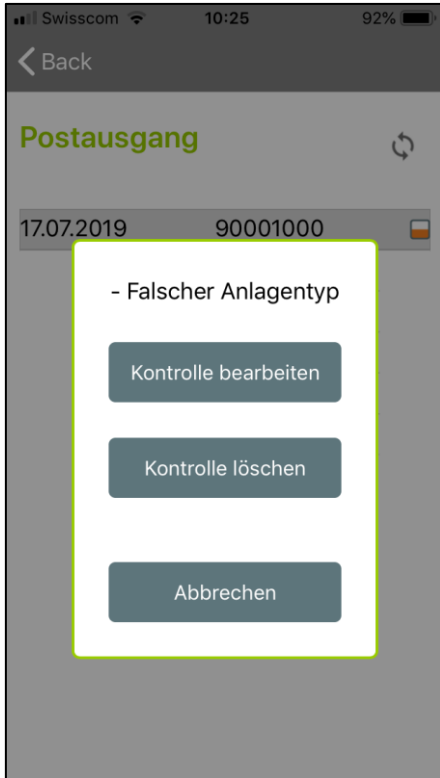 Swisscom 10:25 92%
Back
Postausgang
17.07.2019 90001000
- Falscher Anlagentyp
Kontrolle bearbeiten
Kontrolle löschen
Abbrechen